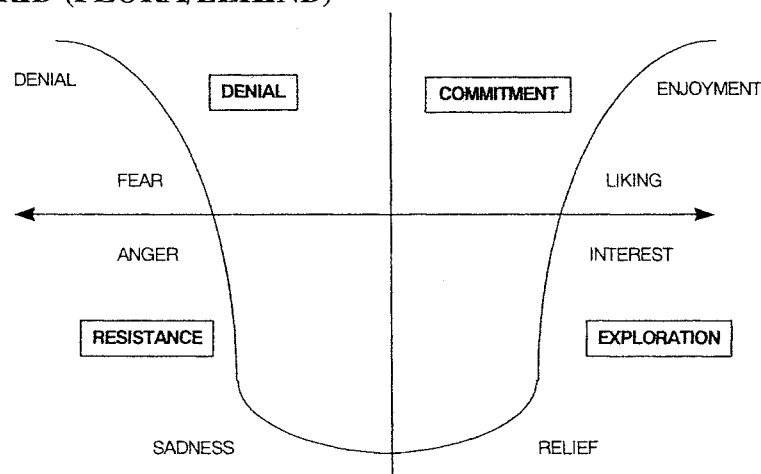 DENIAL
DENIAL
COMMITMENT
ENJOYMENT
FEAR
LIKING
ANGER
INTEREST
RESISTANCE
EXPLORATION
SADNESS
RELIEF